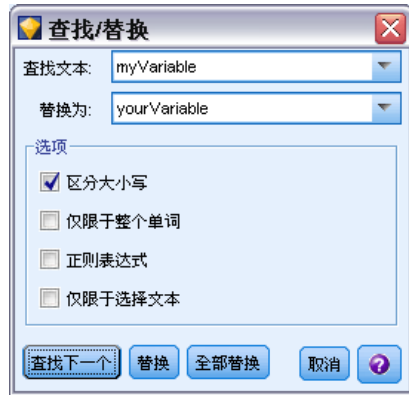 查找/替换
查找文本: myVariable
替换为: yourVariable
选项
区分大小写
仅限于整个单词
正则表达式
仅限于选择文本
查找下一个 替换 全部替换 取消 ?